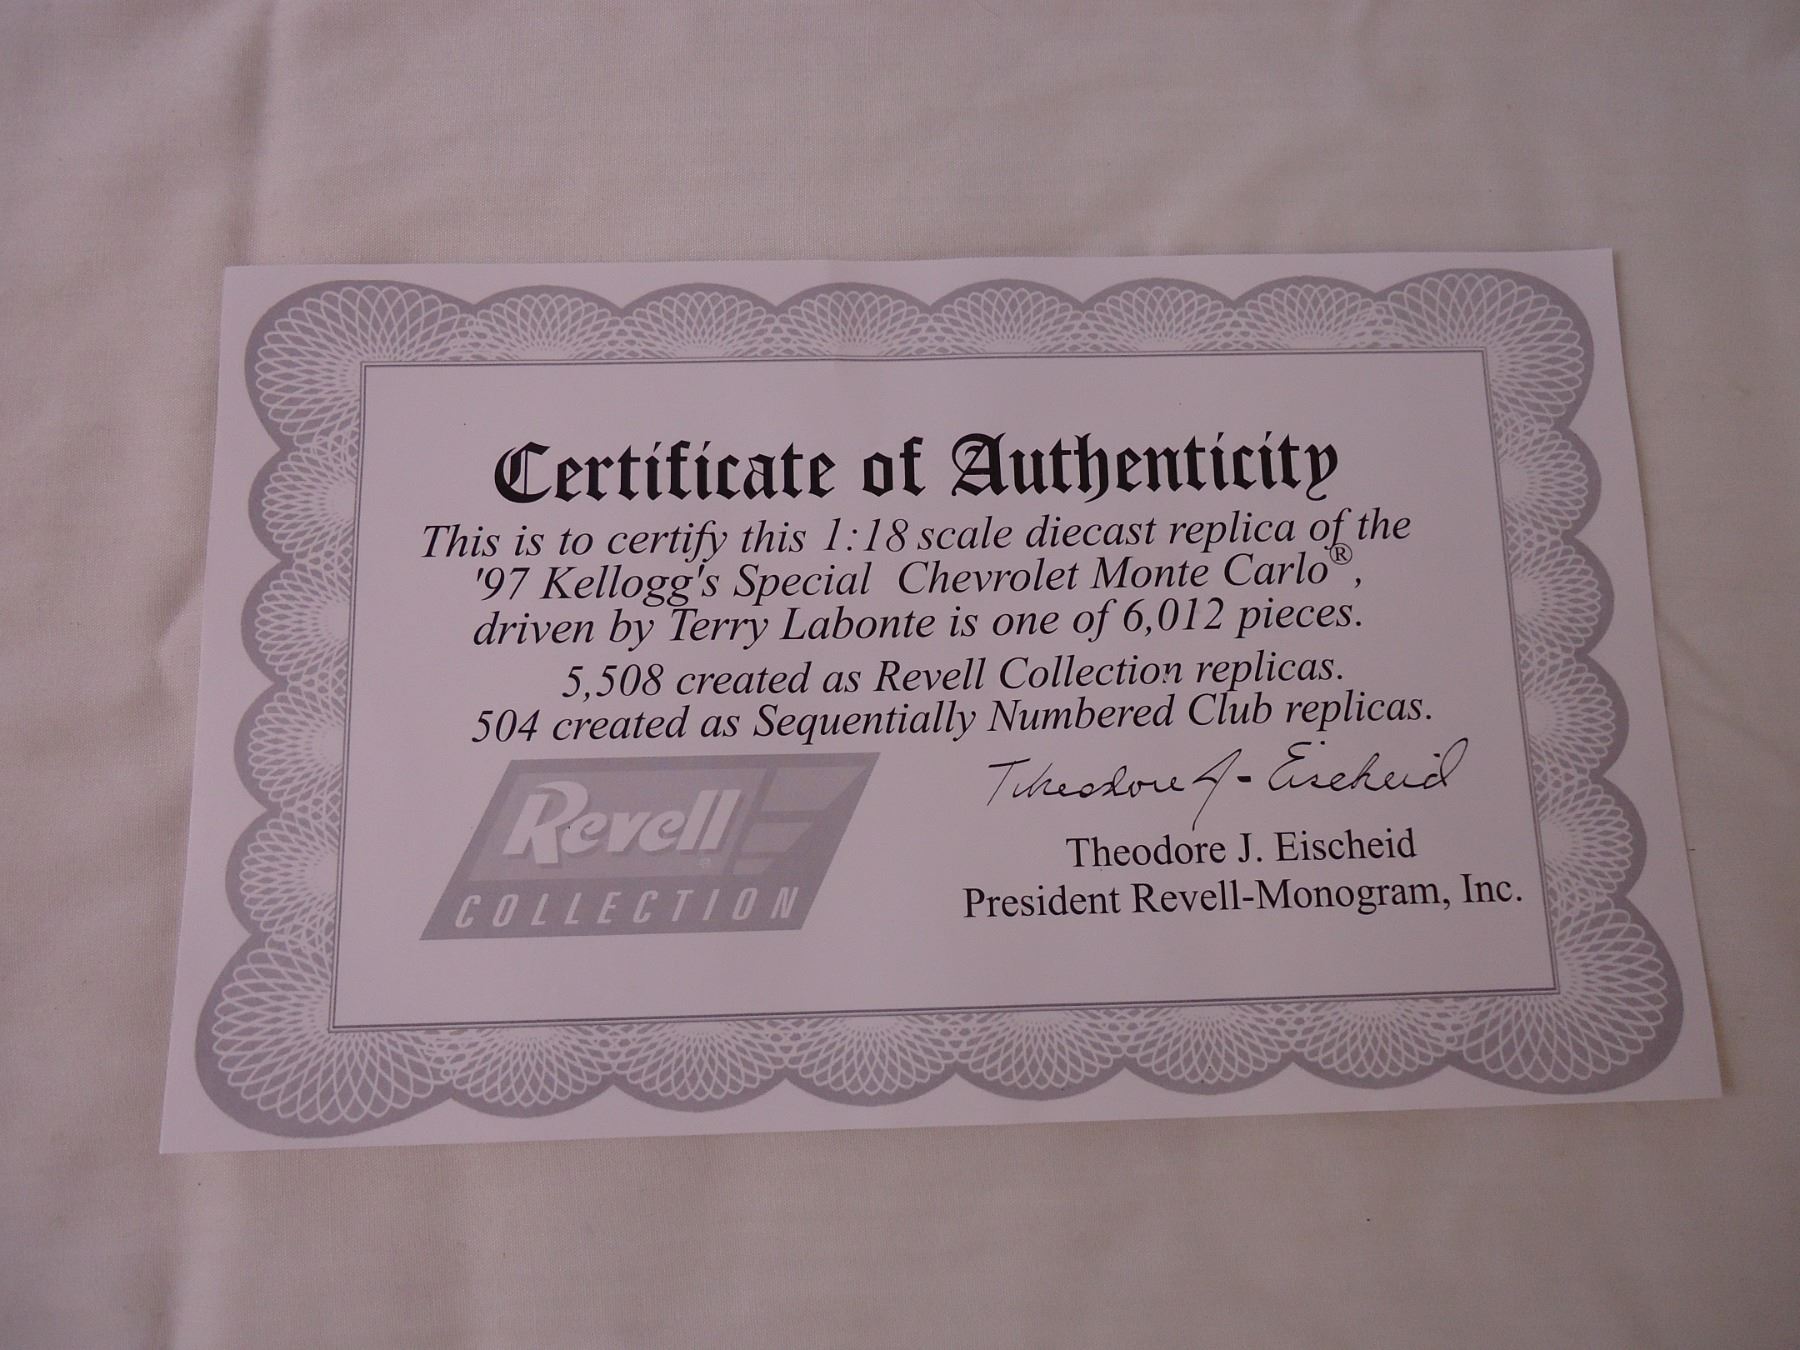 Certificate of Authenticity
This is to certify this 1:18 scale diecast replica of the
'97 Kellogg's Special Chevrolet Monte Carlo®,
driven by Terry Labonte is one of 6,012 pieces.
5,508 created as Revell Collection replicas.
504 created as Sequentially Numbered Club replicas.
Theodore J. Eischeid
Revell
COLLECTION
Theodore J. Eischeid
President Revell-Monogram, Inc.